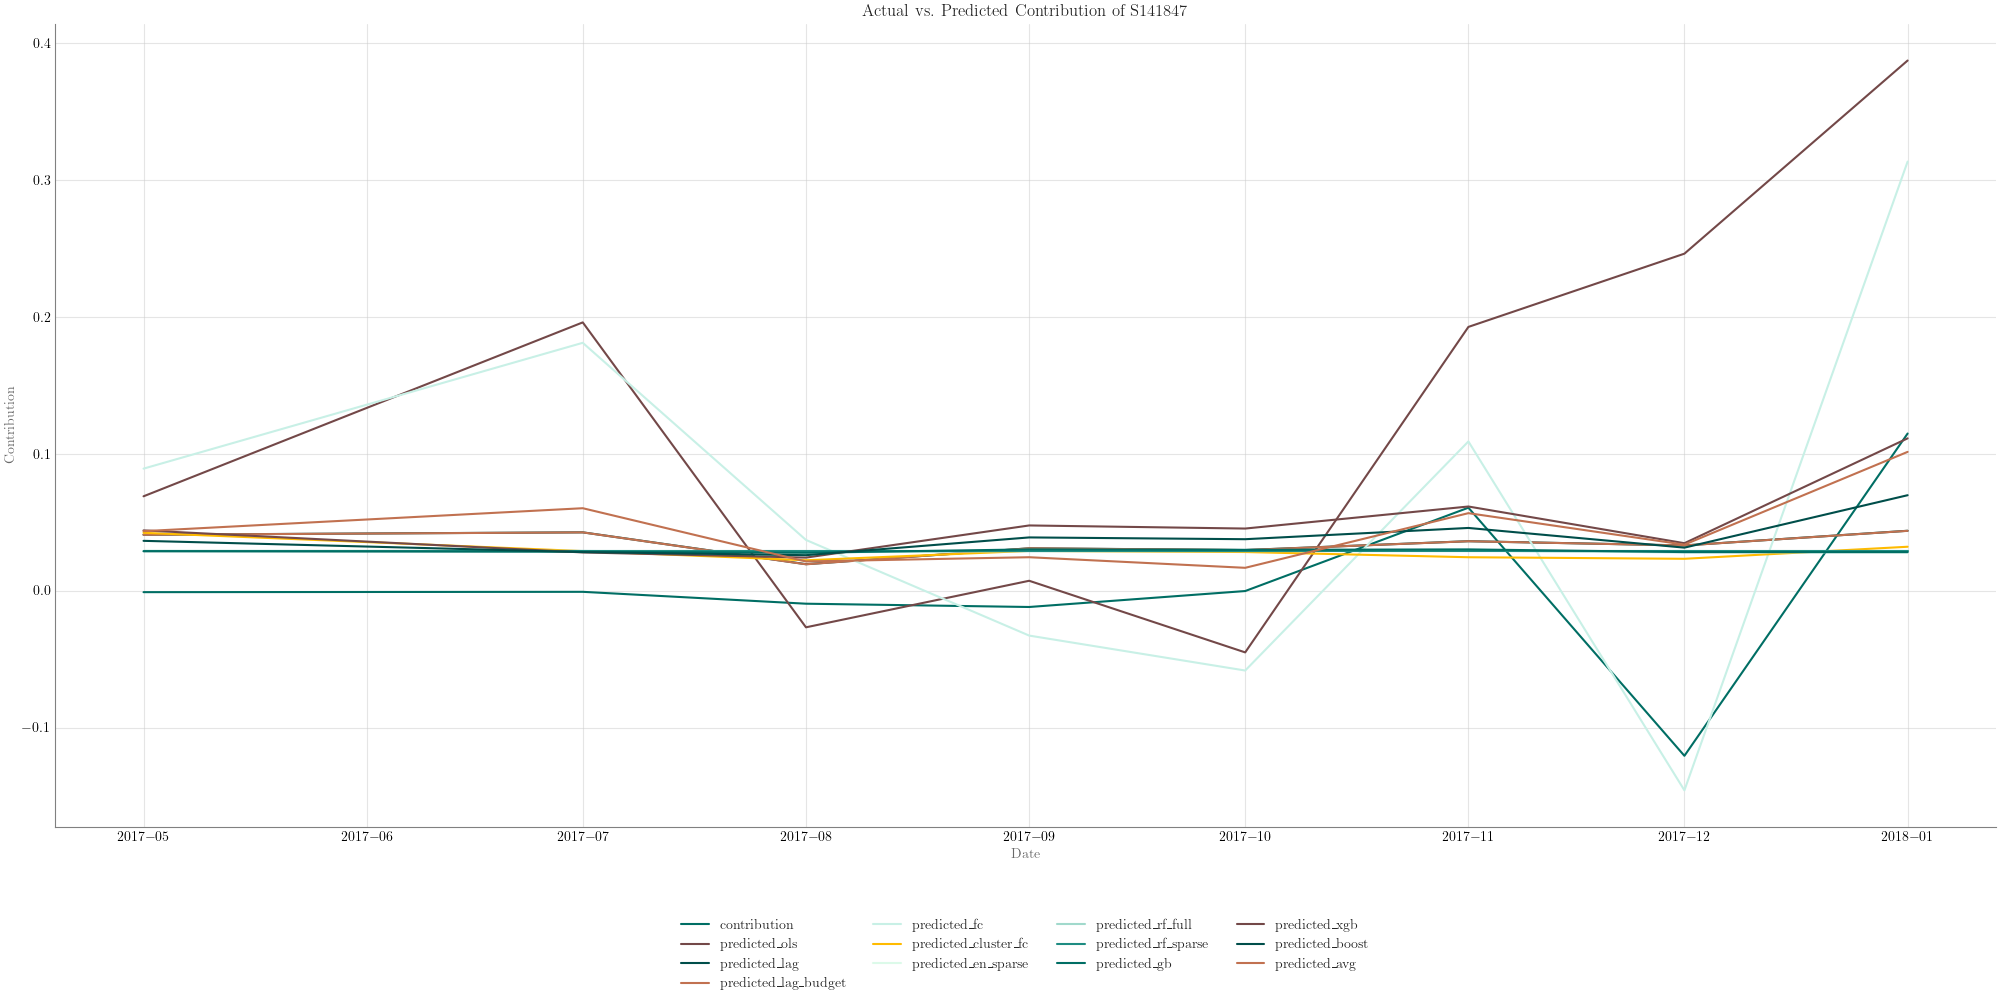 Actual vs. Predicted Contribution of S141847
0.4
0.3
0.2
0.1
0.0
−0.1
Contribution
2017−05 2017−06 2017−07 2017−08 2017−09 2017−10 2017−11 2017−12 2018−01
Date
contribution predicted_fc predicted_rf_full predicted_xgb
predicted_ols predicted_cluster_fc predicted_rf_sparse predicted_boost
predicted_lag predicted_en_sparse predicted_gb predicted_avg
predicted_lag_budget